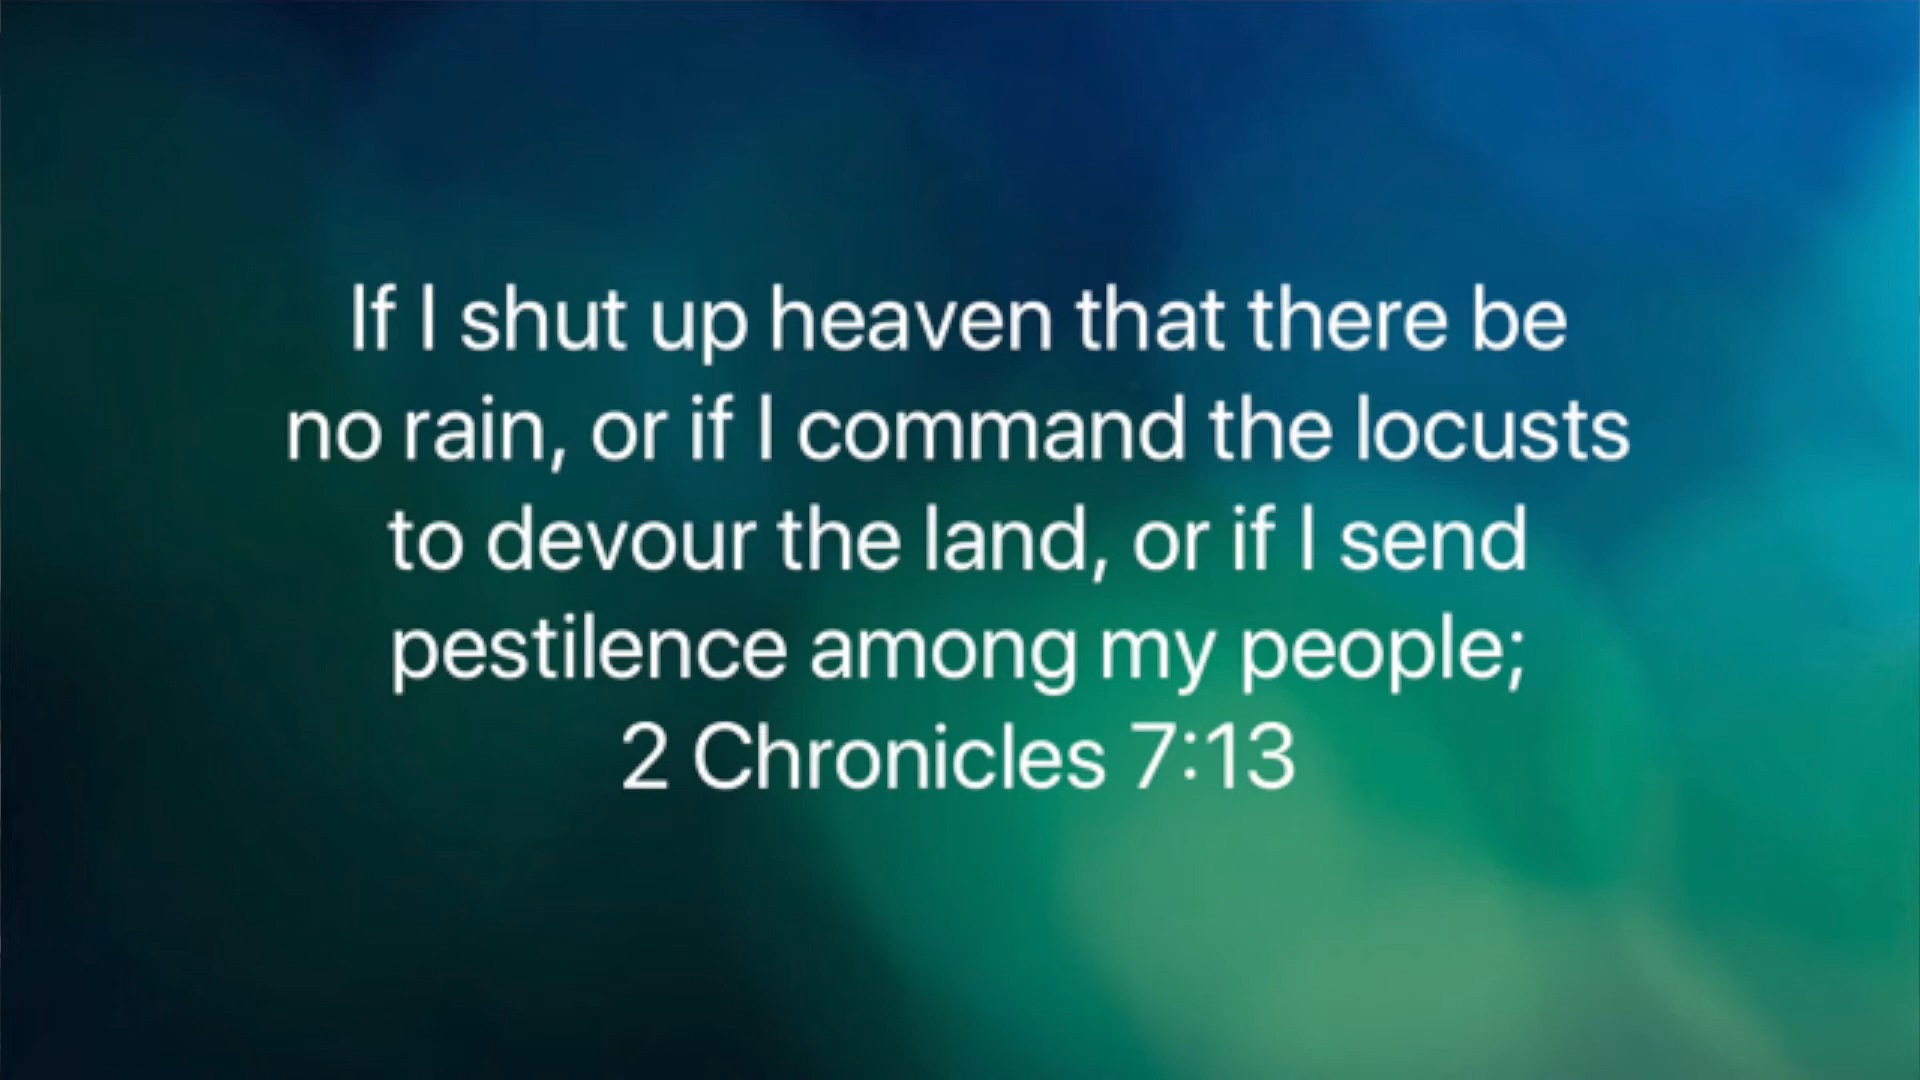 If I shut up heaven that there be
no rain, or if I command the locusts
to devour the land, or if I send
pestilence among my people;
2 Chronicles 7:13